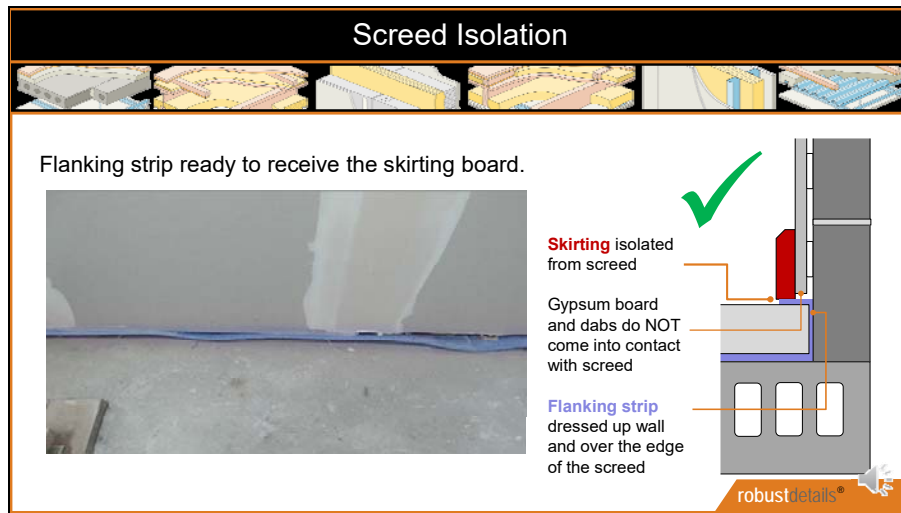 Screed Isolation
Flanking strip ready to receive the skirting board.
Skirting isolated
from screed
Gypsum board
and dabs do NOT
come into contact
with screed
Flanking strip
dressed up wall
and over the edge
of the screed
robustdetails®